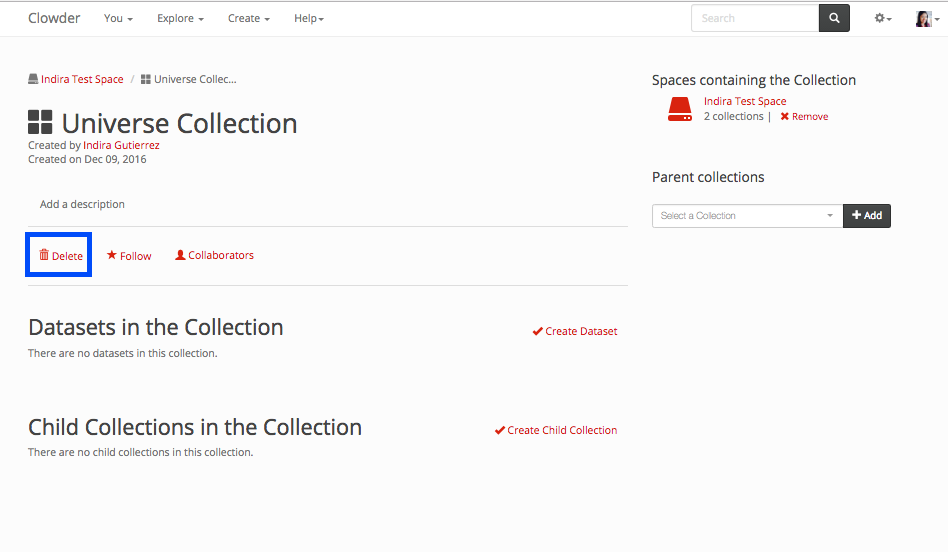 Clowder You Explore Create Help Search
Indira Test Space / Universe Collec...
Universe Collection
Created by Indira Gutierrez
Created on Dec 09, 2016
Add a description
Delete Follow Collaborators
Datasets in the Collection Create Dataset
There are no datasets in this collection.
Child Collections in the Collection Create Child Collection
There are no child collections in this collection.
Spaces containing the Collection
Indira Test Space
2 collections | Remove
Parent collections
Select a Collection Add